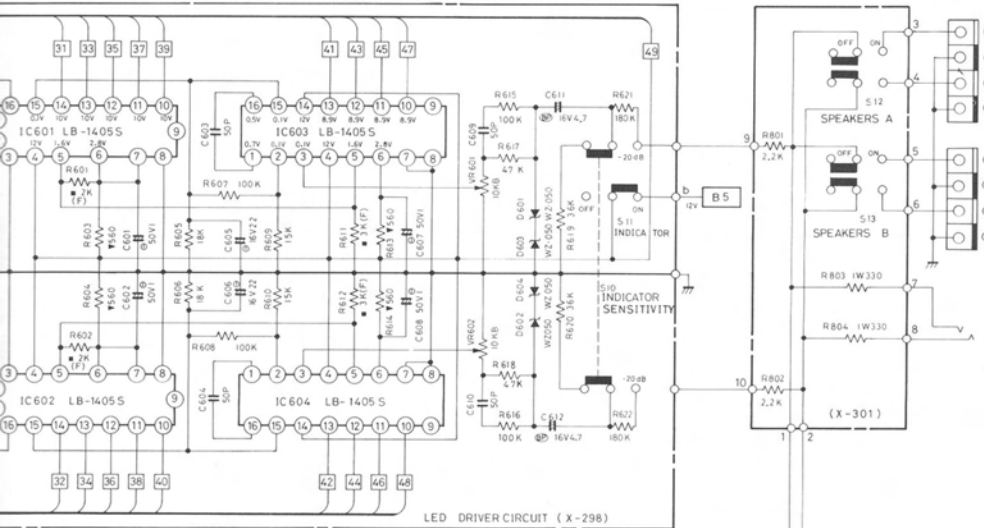 31 33 35 37 39
41 43 45 47
49
3
OFF ON
4
S12
SPEAKERS A
16 15 14 13 12 11 10
0.1V 10V 10V 10V 10V 10V
IC601 LB-1405S
9
12V 1.6V 2.8V
3 4 5 6 7 8
C603 50P
16 15 14 13 12 11 10 9
0.5V 0.1V 12V 8.9V 8.9V 8.9V 8.9V
IC603 LB-1405S
0.7V 0.1V 0.1V 12V 1.6V 2.8V
1 2 3 4 5 6 7 8
R615
100K
C611
BP 16V4.7
R621
180K
C609 50P
R617
47 K
VR601
10KB
-20dB
9 R801
2.2K
OFF ON
5
6
S13
SPEAKERS B
b
12V
B5
OFF ON
S11
INDICATOR
R601
2K
(F)
R607 100K
R603
560
C601
50V1
R605
18K
C605
16V22
R609
15K
R611
3K(F)
R613 560
C607 50V1
D601
WZ-050
D603
WZ-050
R619 36K
R604
560
C602
50V1
R606
18K
C606
16V22
R610
15K
R612
3K(F)
R614 560
C608 50V1
D604
WZ-050
D602
WZ050
R620 36K
S10
INDICATOR
SENSITIVITY
R803 1W330
7
R804 1W330
8
R602
2K
(F)
R608 100K
VR602
10KB
R618
47K
-20dB
10 R802
2.2K
3 4 5 6 7 8
IC602 LB-1405S
9
16 15 14 13 12 11 10
C604 50P
1 2 3 4 5 6 7 8
IC604 LB-1405S
16 15 14 13 12 11 10 9
C610 50P
R616
100K
C612
BP 16V4.7
R622
180K
(X-301)
1 2
32 34 36 38 40
42 44 46 48
LED DRIVER CIRCUIT (X-298)